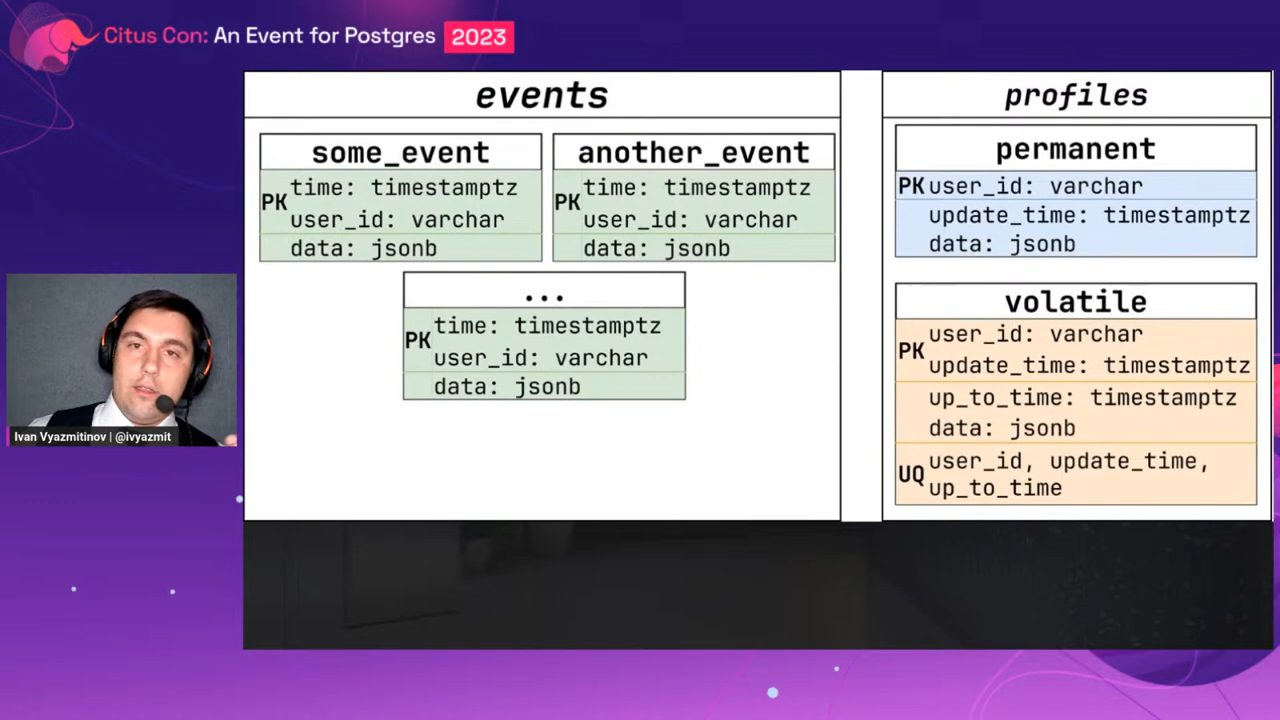 Citus Con: An Event for Postgres 2023
events
some_event
PK
time: timestamptz
user_id: varchar
data: jsonb
another_event
PK
time: timestamptz
user_id: varchar
data: jsonb
...
PK
time: timestamptz
user_id: varchar
data: jsonb
profiles
permanent
PK user_id: varchar
update_time: timestamptz
data: jsonb
volatile
PK
user_id: varchar
update_time: timestamptz
up_to_time: timestamptz
data: jsonb
UQ
user_id, update_time,
up_to_time
Ivan Vyazmitinov | @ivyazmit